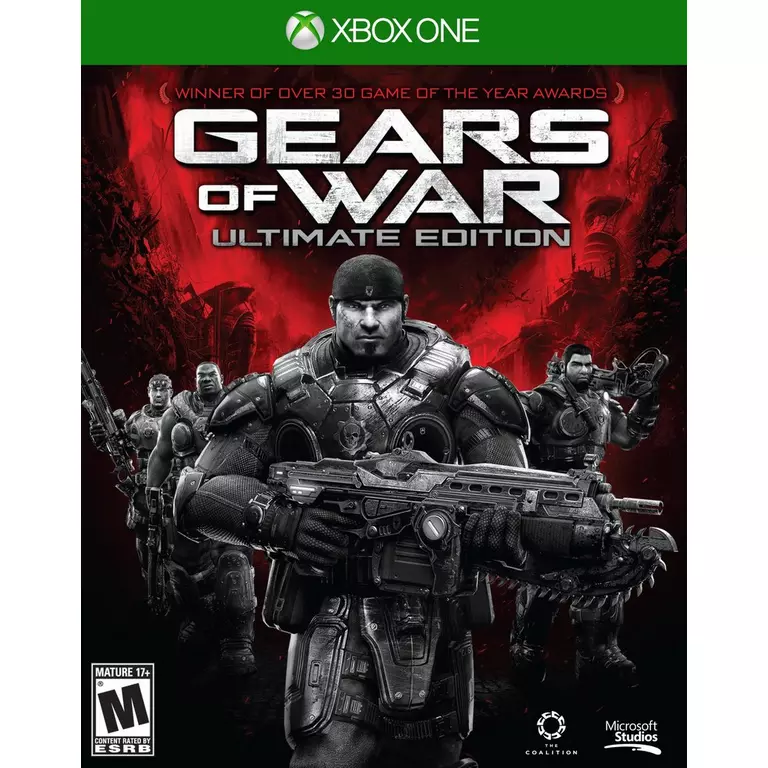 XBOX ONE
WINNER OF OVER 30 GAME OF THE YEAR AWARDS
GEARS
OF WAR
ULTIMATE EDITION
MATURE 17+
M
CONTENT RATED BY
ESRB
THE
COALITION
Microsoft
Studios